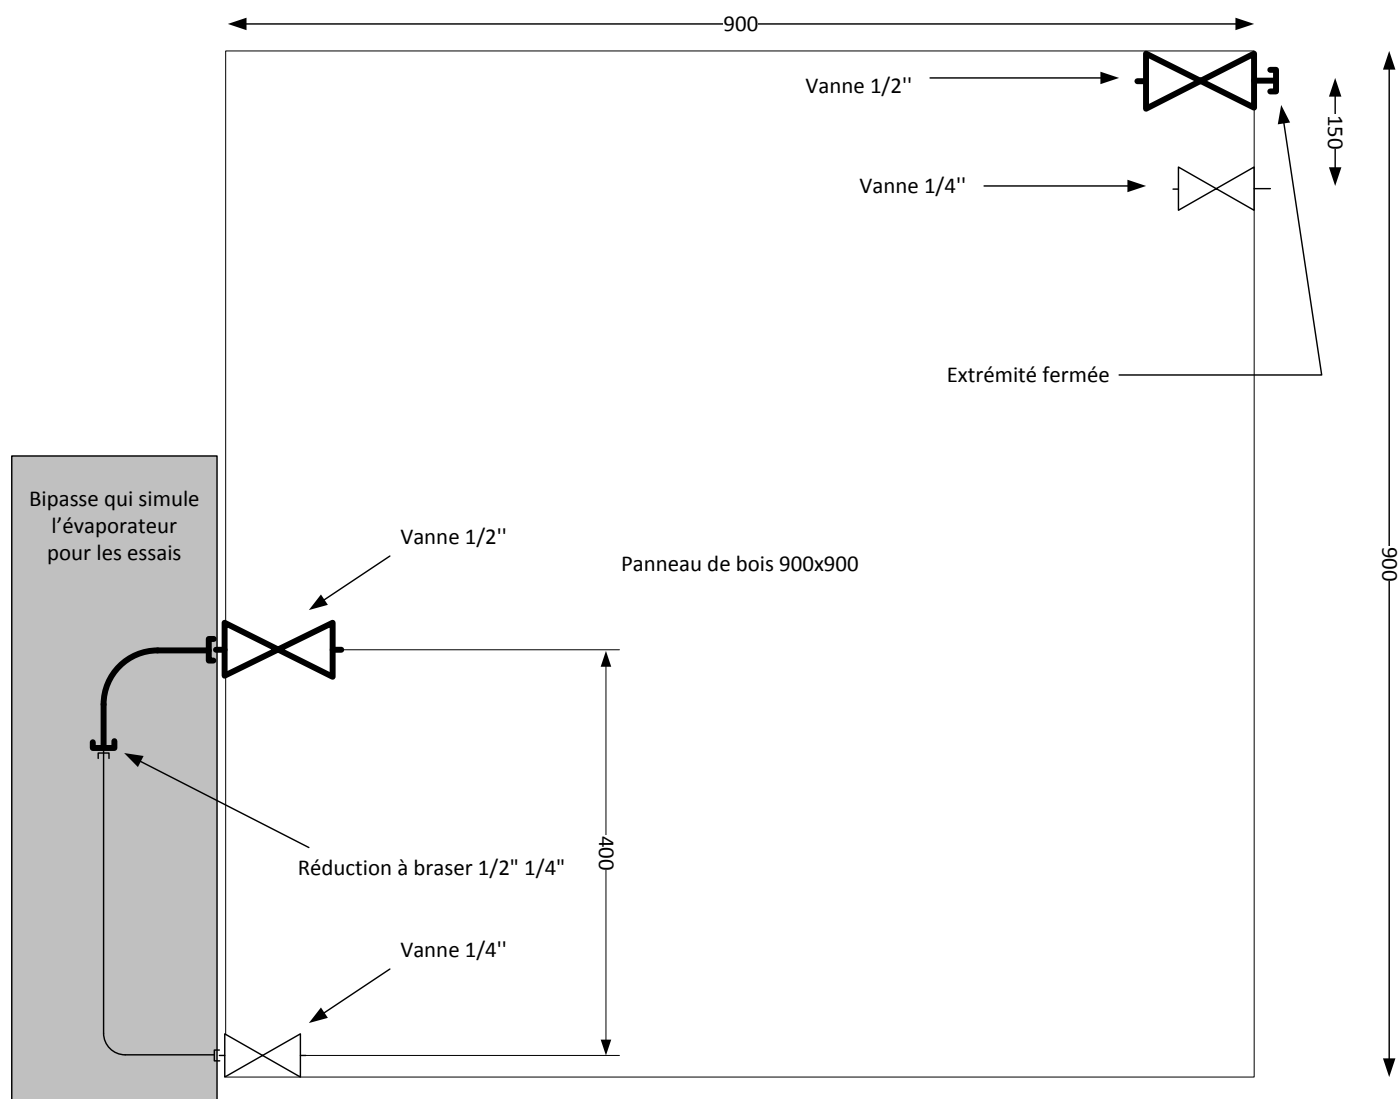 900
Vanne 1/2''
150
Vanne 1/4''
Extrémité fermée
Bipasse qui simule
l'évaporateur
pour les essais
Vanne 1/2''
Panneau de bois 900x900
900
400
Réduction à braser 1/2" 1/4"
Vanne 1/4''